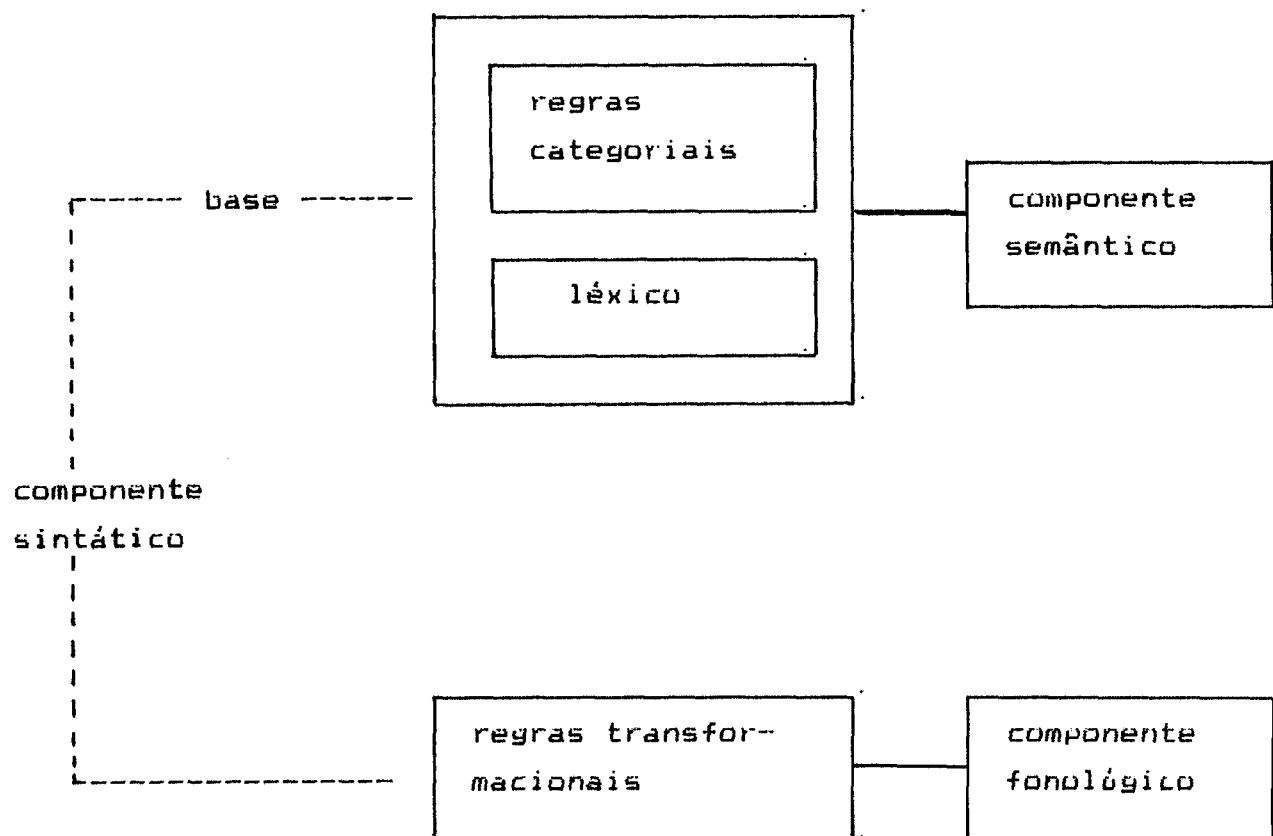 regras
categoriais
base
componente
semântico
léxico
componente
sintático
regras transfor-
macionais
componente
fonológico